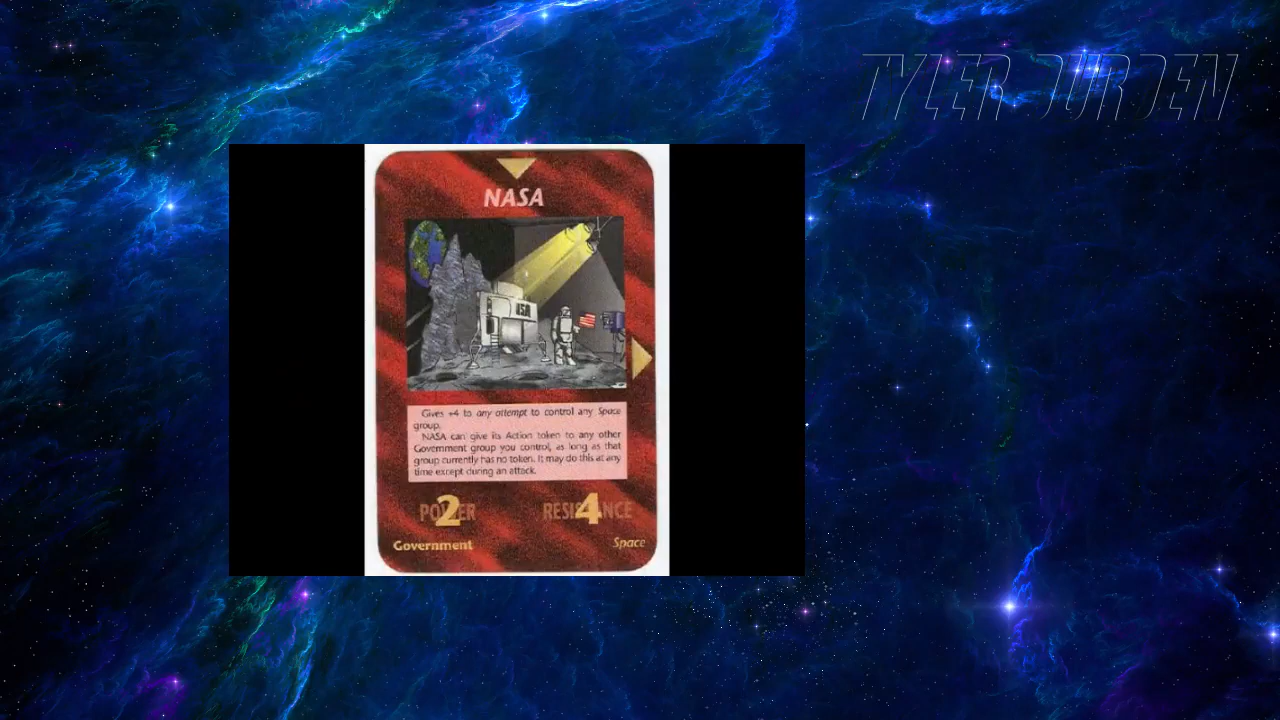 TYLER DURDEN
NASA
USA
Gives +4 to any attempt to control any Space
group.
NASA can give its Action token to any other
Government group you control, as long as that
group currently has no token. It may do this at any
time except during an attack.
POWER 2
RESISTANCE 4
Government
Space